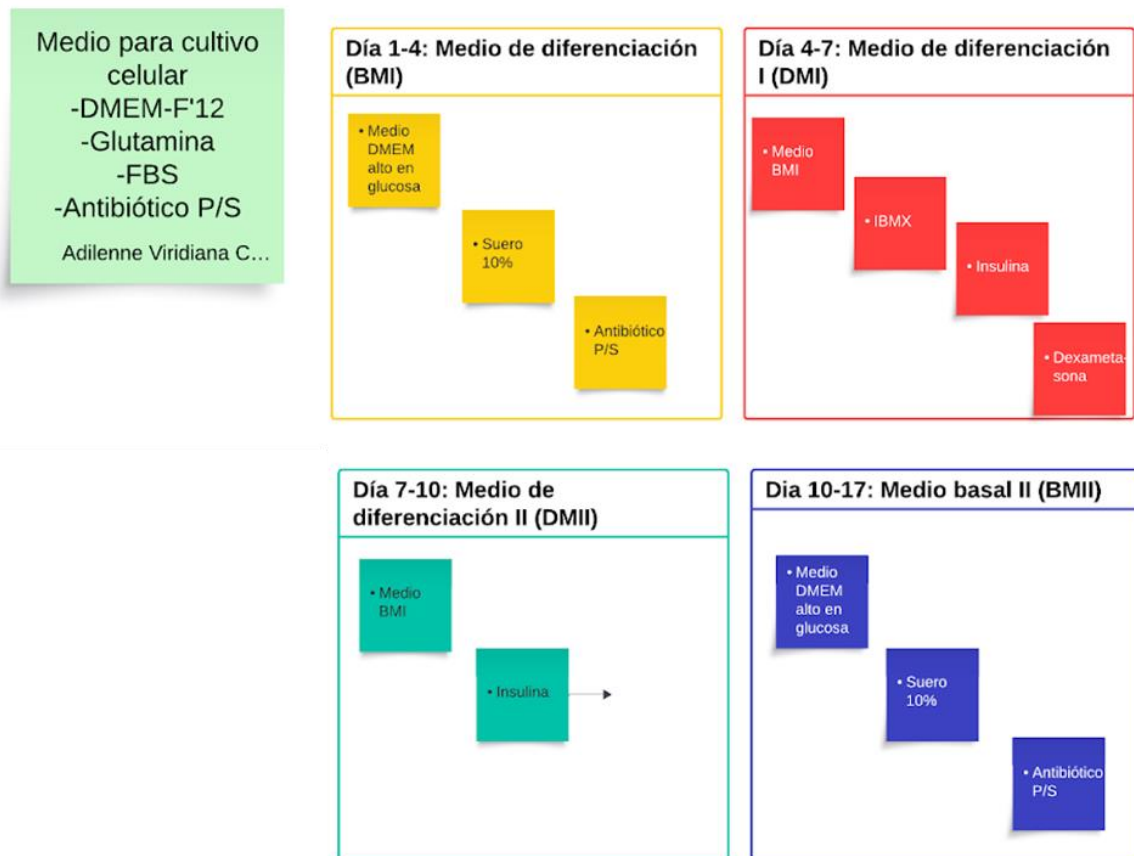 Medio para cultivo
celular
-DMEM-F'12
-Glutamina
-FBS
-Antibiótico P/S
Adilenne Viridiana C...
Día 1-4: Medio de diferenciación
(BMI)
• Medio
DMEM
alto en
glucosa
• Suero
10%
• Antibiótico
P/S
Día 4-7: Medio de diferenciación
I (DMI)
• Medio
BMI
• IBMX
• Insulina
• Dexameta-
sona
Día 7-10: Medio de
diferenciación II (DMII)
• Medio
BMI
• Insulina
Dia 10-17: Medio basal II (BMII)
• Medio
DMEM
alto en
glucosa
• Suero
10%
• Antibiótico
P/S